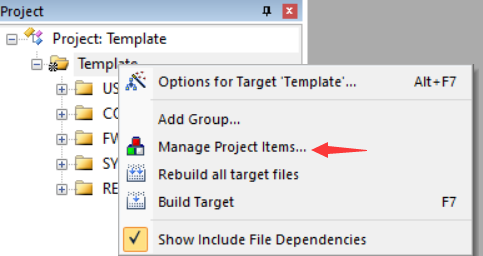 Project
Project: Template
Template
Options for Target 'Template'... Alt+F7
US
Add Group...
CO
Manage Project Items...
FW
Rebuild all target files
SY
Build Target F7
RE
Show Include File Dependencies